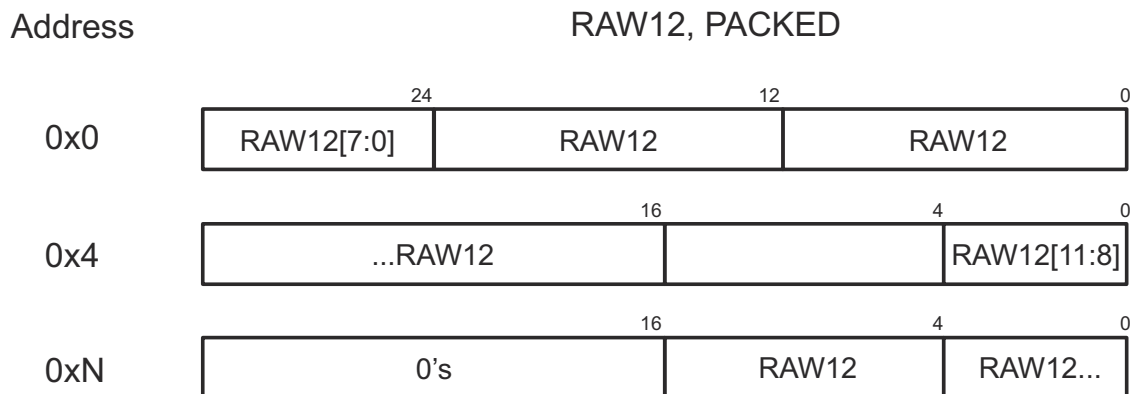 Address RAW12, PACKED
24 12 0
0x0 RAW12[7:0] RAW12 RAW12
16 4 0
0x4 ...RAW12 RAW12[11:8]
16 4 0
0xN 0's RAW12 RAW12...